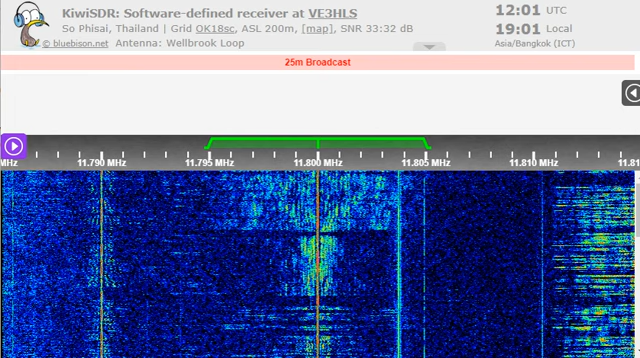 KiwiSDR: Software-defined receiver at VE3HLS
So Phisai, Thailand | Grid OK18sc, ASL 200m, [map], SNR 33:32 dB
© bluebison.net Antenna: Wellbrook Loop
12:01 UTC
19:01 Local
Asia/Bangkok (ICT)
25m Broadcast
MHz 11.790 MHz 11.795 MHz 11.800 MHz 11.805 MHz 11.810 MHz 11.81